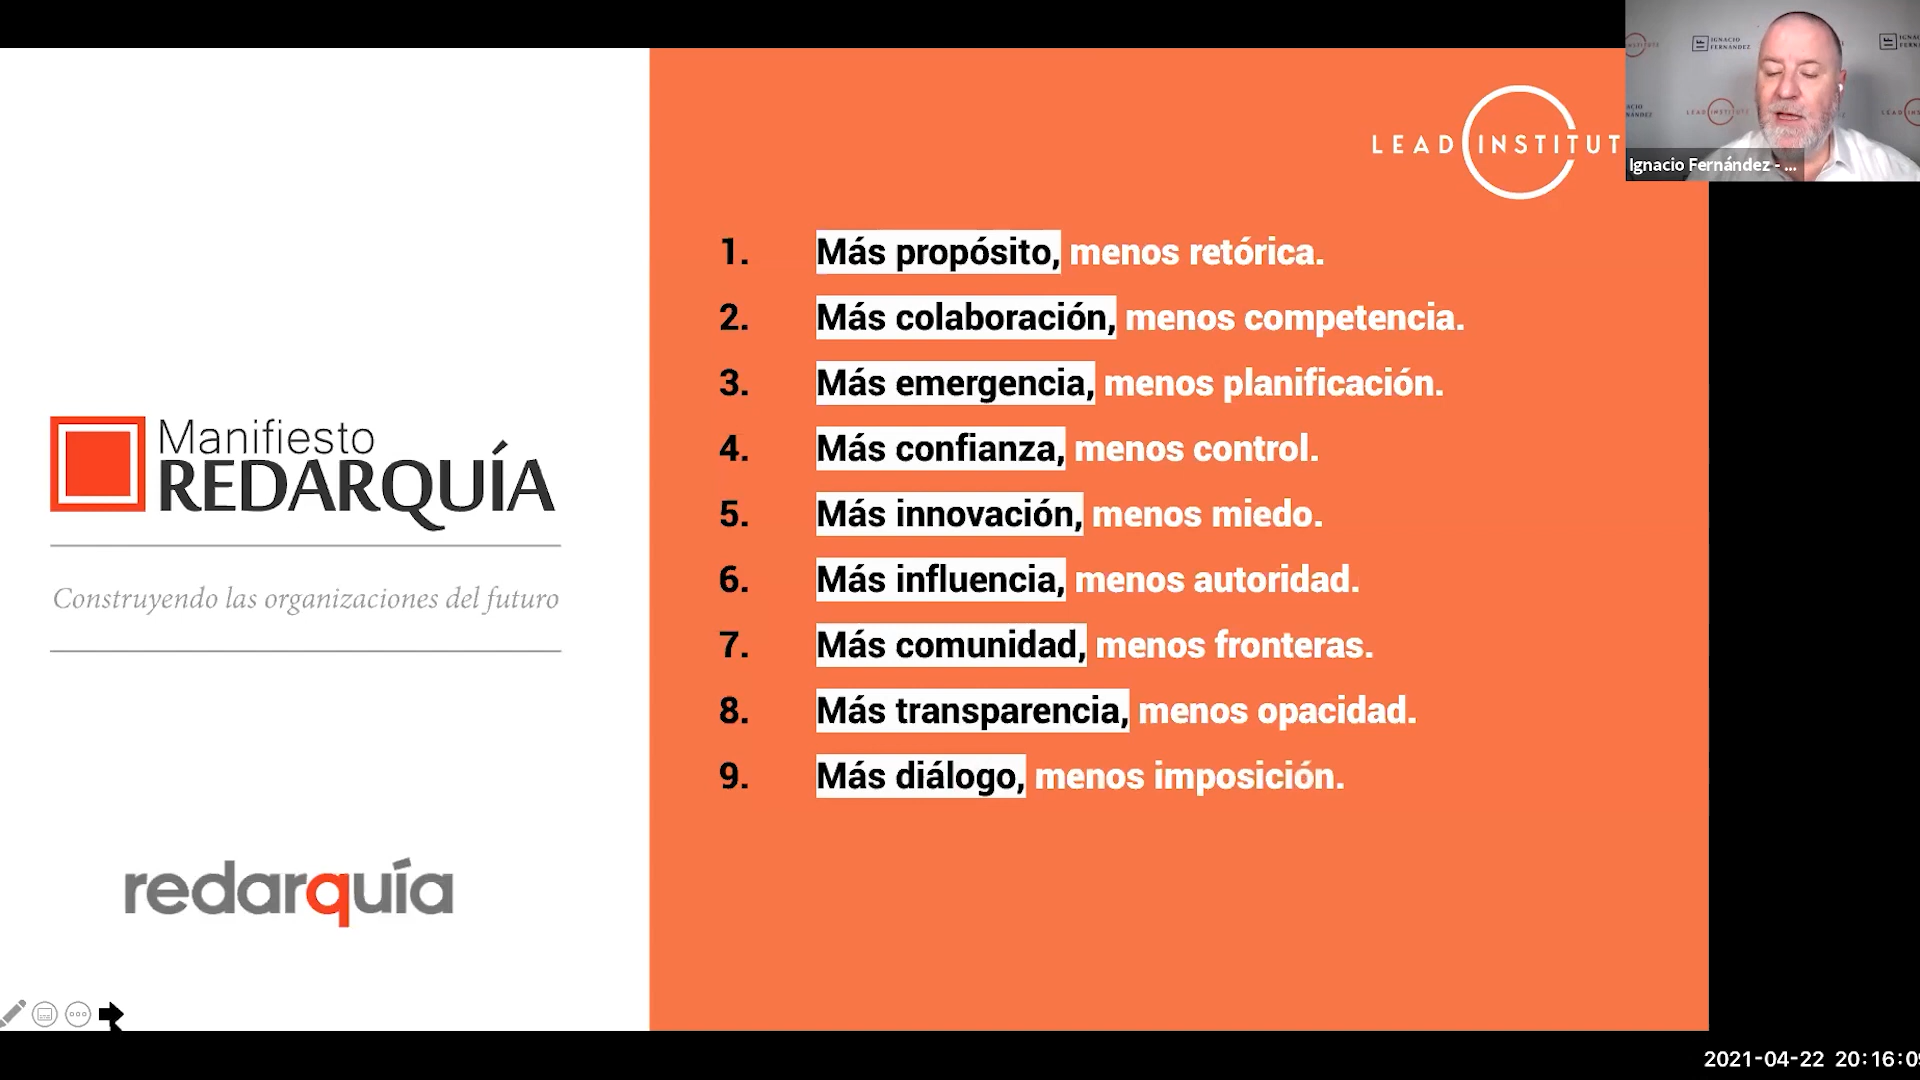 Manifiesto
REDARQUÍA
Construyendo las organizaciones del futuro
redarquía
LEAD INSTITUT
1. Más propósito, menos retórica.
2. Más colaboración, menos competencia.
3. Más emergencia, menos planificación.
4. Más confianza, menos control.
5. Más innovación, menos miedo.
6. Más influencia, menos autoridad.
7. Más comunidad, menos fronteras.
8. Más transparencia, menos opacidad.
9. Más diálogo, menos imposición.
IGNACIO
FERNÁNDEZ
Ignacio Fernández - ...
2021-04-22 20:16:09